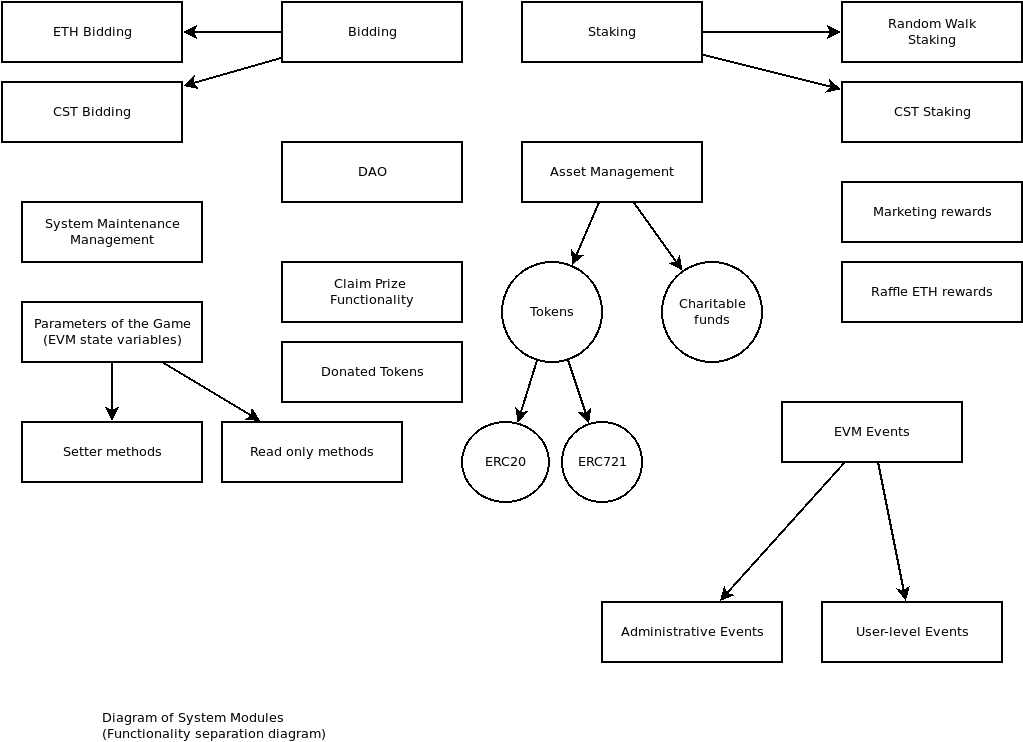 ETH Bidding
Bidding
Staking
Random Walk
Staking
CST Bidding
CST Staking
DAO
Asset Management
System Maintenance
Management
Marketing rewards
Claim Prize
Functionality
Tokens
Charitable
funds
Raffle ETH rewards
Parameters of the Game
(EVM state variables)
Donated Tokens
Setter methods
Read only methods
ERC20
ERC721
EVM Events
Administrative Events
User-level Events
Diagram of System Modules
(Functionality separation diagram)